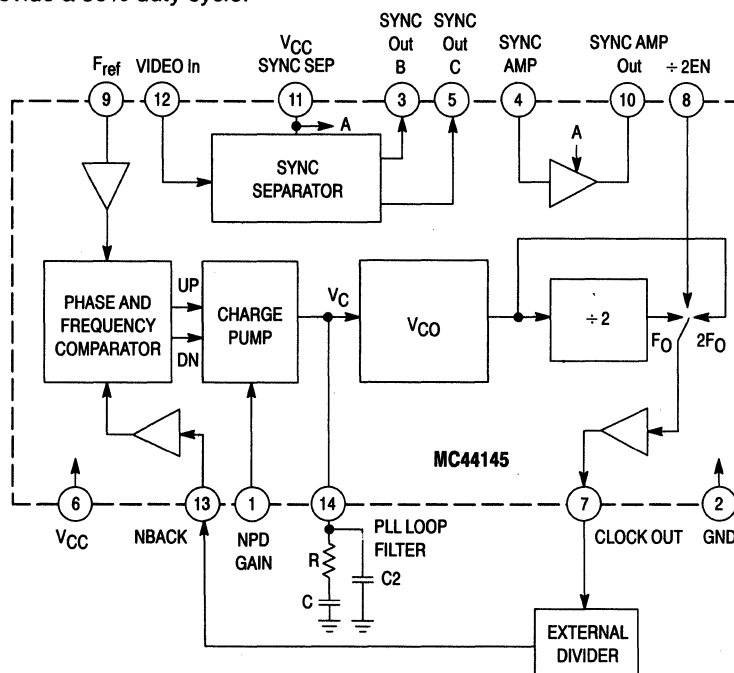 ovide a 50% duty cycle.
Fref
VIDEO In
VCC
SYNC SEP
SYNC
Out
B
SYNC
Out
C
SYNC
AMP
SYNC AMP
Out
÷ 2EN
9
12
11
3
5
4
10
8
A
A
SYNC
SEPARATOR
PHASE AND
FREQUENCY
COMPARATOR
UP
DN
CHARGE
PUMP
VC
VCO
÷2
FO
2FO
MC44145
6
13
1
14
7
2
VCC
NBACK
NPD
GAIN
PLL LOOP
FILTER
CLOCK OUT
GND
R
C
C2
EXTERNAL
DIVIDER